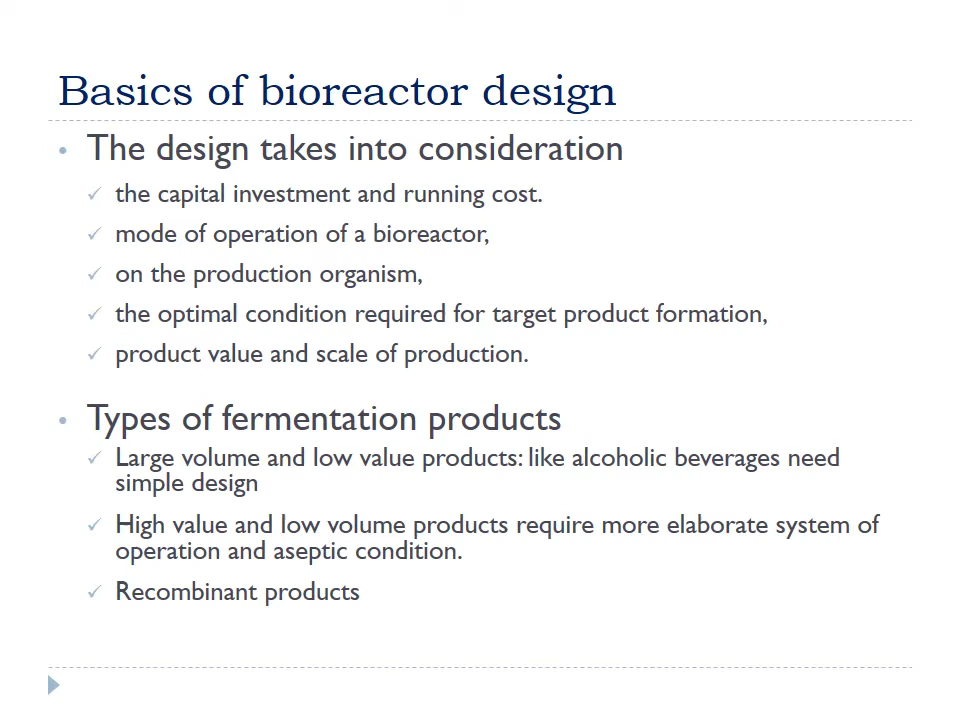 Basics of bioreactor design
• The design takes into consideration
✓ the capital investment and running cost.
✓ mode of operation of a bioreactor,
✓ on the production organism,
✓ the optimal condition required for target product formation,
✓ product value and scale of production.
• Types of fermentation products
✓ Large volume and low value products: like alcoholic beverages need
simple design
✓ High value and low volume products require more elaborate system of
operation and aseptic condition.
✓ Recombinant products